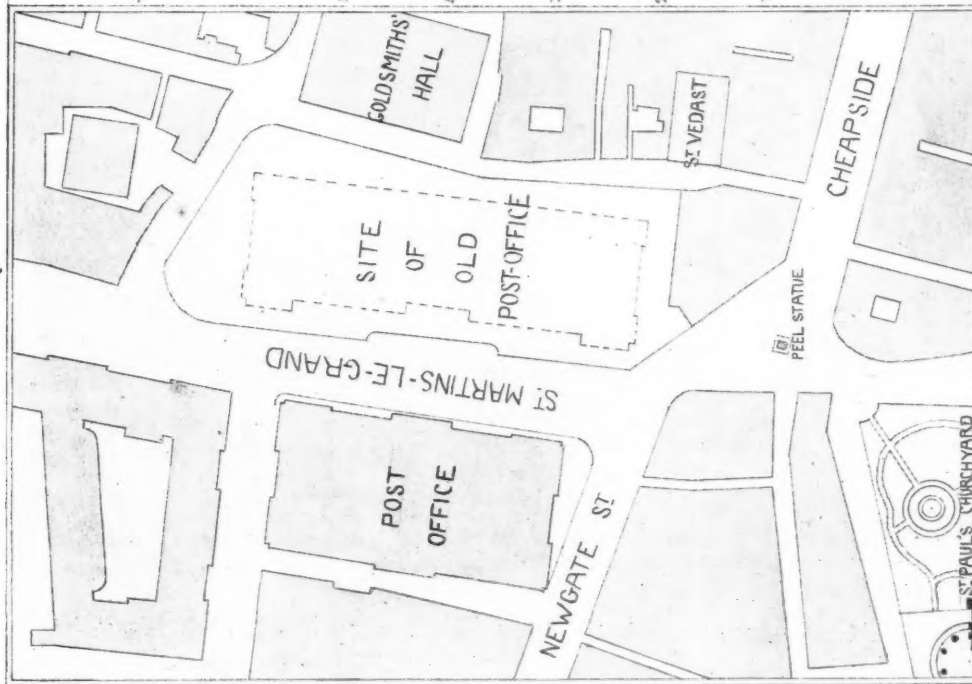 GOLDSMITHS'
HALL
ST VEDAST
CHEAPSIDE
SITE
OF
OLD
POST-OFFICE
PEEL STATUE
ST MARTINS-LE-GRAND
POST
OFFICE
NEWGATE ST
ST PAUL'S CHURCHYARD